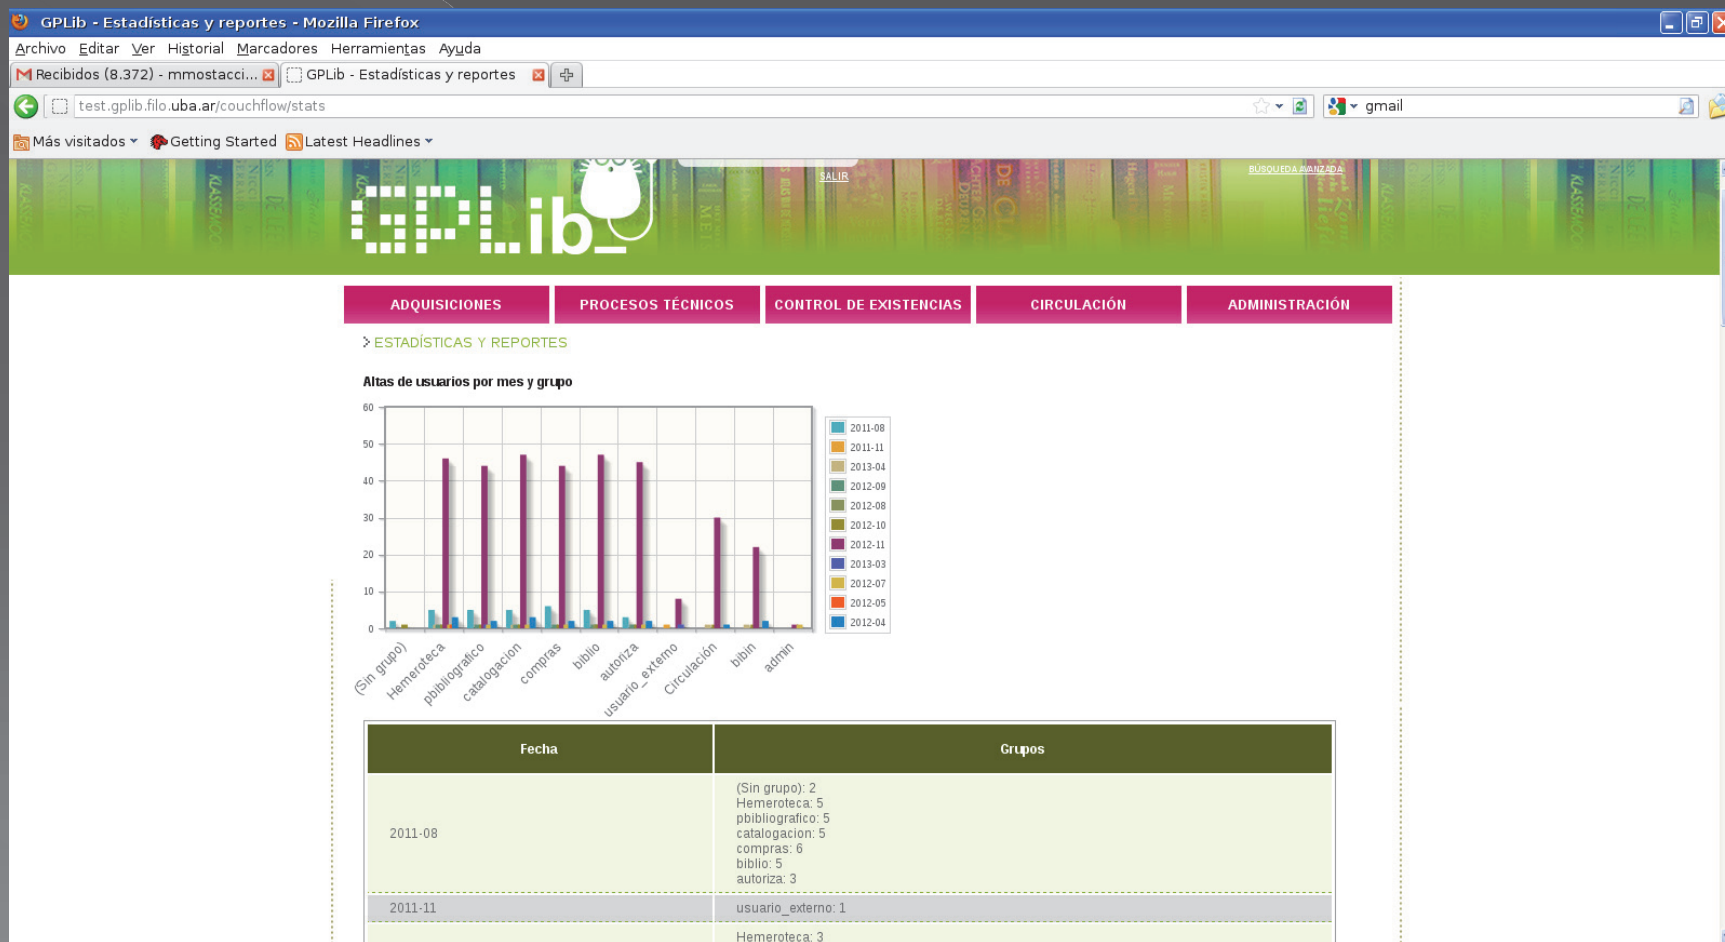 GPLib - Estadísticas y reportes - Mozilla Firefox
Archivo Editar Ver Historial Marcadores Herramientas Ayuda
Recibidos (8.372) - mmostacci... GPLib - Estadísticas y reportes
test.gplib.filo.uba.ar/couchflow/stats gmail
Más visitados Getting Started Latest Headlines
SALIR BÚSQUEDA AVANZADA
GPLib_
ADQUISICIONES PROCESOS TÉCNICOS CONTROL DE EXISTENCIAS CIRCULACIÓN ADMINISTRACIÓN
> ESTADÍSTICAS Y REPORTES
Altas de usuarios por mes y grupo
60
50
40
30
20
10
0
2011-08
2011-11
2013-04
2012-09
2012-08
2012-10
2012-11
2013-03
2012-07
2012-05
2012-04
(Sin grupo) Hemeroteca pbibliografico catalogacion compras biblio autoriza usuario_externo Circulación bibin admin
Fecha Grupos
2011-08
(Sin grupo): 2
Hemeroteca: 5
pbibliografico: 5
catalogacion: 5
compras: 6
biblio: 5
autoriza: 3
2011-11 usuario_externo: 1
Hemeroteca: 3